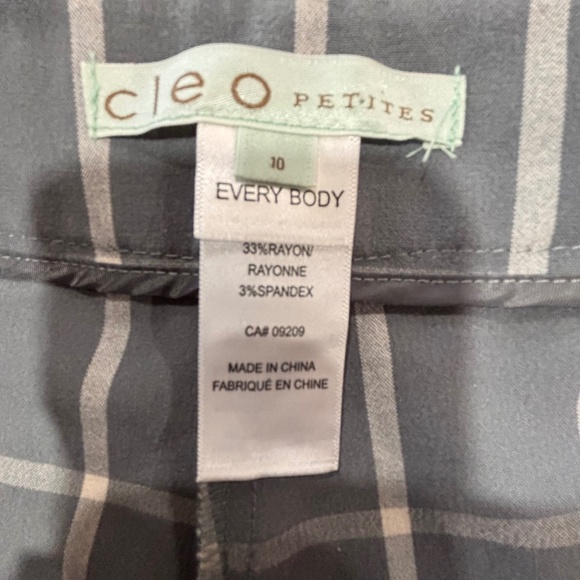 cleo PETITES
10
EVERY BODY
33%RAYON/
RAYONNE
3%SPANDEX
CA# 09209
MADE IN CHINA
FABRIQUÉ EN CHINE